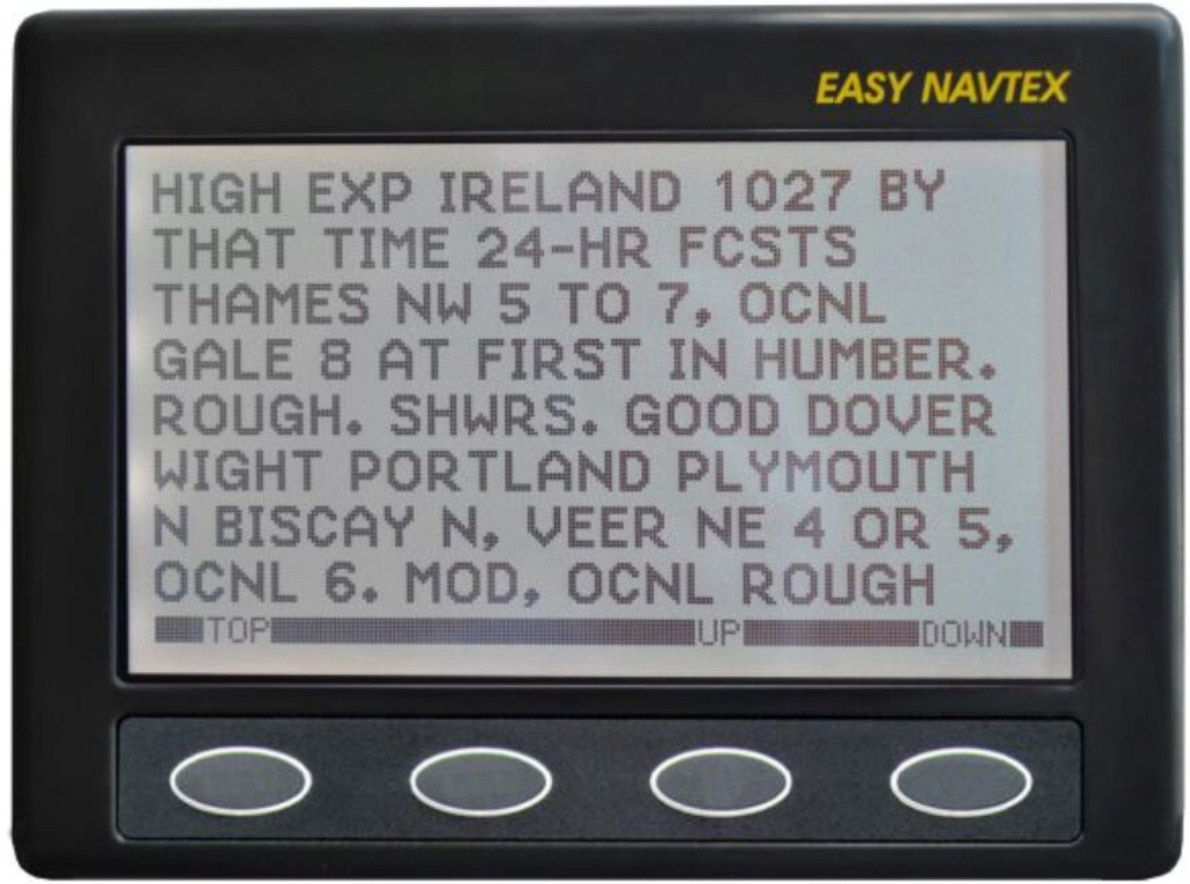 EASY NAVTEX
HIGH EXP IRELAND 1027 BY
THAT TIME 24-HR FCSTS
THAMES NW 5 TO 7, OCNL
GALE 8 AT FIRST IN HUMBER.
ROUGH. SHWRS. GOOD DOVER
WIGHT PORTLAND PLYMOUTH
N BISCAY N, VEER NE 4 OR 5,
OCNL 6. MOD, OCNL ROUGH
TOP UP DOWN